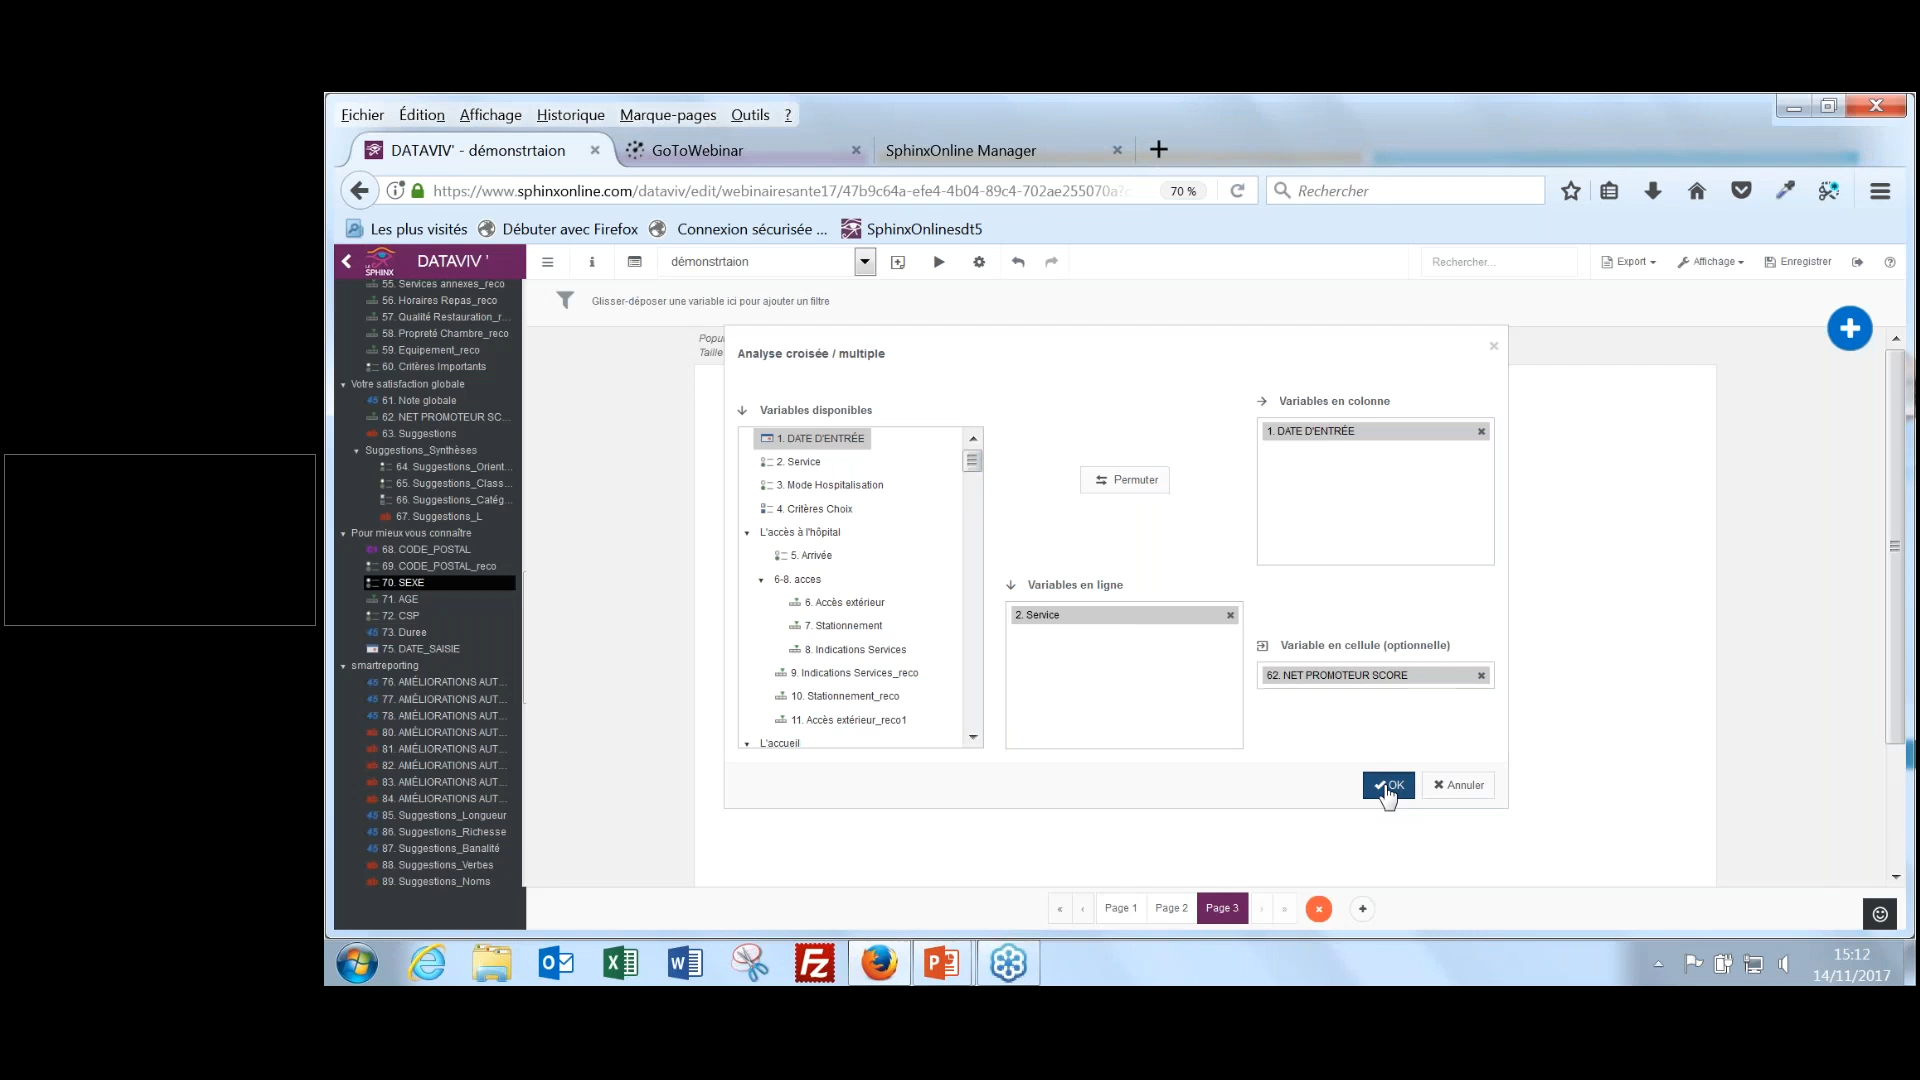 Fichier Édition Affichage Historique Marque-pages Outils ?
DATAVIV' - démonstrtaion
GoToWebinar
SphinxOnline Manager
https://www.sphinxonline.com/dataviv/edit/webinairesante17/47b9c64a-efe4-4b04-89c4-702ae255070a?c
70 %
Rechercher
Les plus visités
Débuter avec Firefox
Connexion sécurisée ...
SphinxOnlinesdt5
LE SPHINX
DATAVIV '
démonstrtaion
Rechercher...
Export
Affichage
Enregistrer
Glisser-déposer une variable ici pour ajouter un filtre
55. Services annexes_reco
56. Horaires Repas_reco
57. Qualité Restauration_r...
58. Propreté Chambre_reco
59. Equipement_reco
60. Critères Importants
Votre satisfaction globale
61. Note globale
62. NET PROMOTEUR SC...
63. Suggestions
Suggestions_Synthèses
64. Suggestions_Orient...
65. Suggestions_Class...
66. Suggestions_Catég...
67. Suggestions_L
Pour mieux vous connaître
68. CODE_POSTAL
69. CODE_POSTAL_reco
70. SEXE
71. AGE
72. CSP
73. Duree
75. DATE_SAISIE
smartreporting
76. AMÉLIORATIONS AUT...
77. AMÉLIORATIONS AUT...
78. AMÉLIORATIONS AUT...
80. AMÉLIORATIONS AUT...
81. AMÉLIORATIONS AUT...
82. AMÉLIORATIONS AUT...
83. AMÉLIORATIONS AUT...
84. AMÉLIORATIONS AUT...
85. Suggestions_Longueur
86. Suggestions_Richesse
87. Suggestions_Banalité
88. Suggestions_Verbes
89. Suggestions_Noms
Popu
Taille
Analyse croisée / multiple
Variables disponibles
1. DATE D'ENTRÉE
2. Service
3. Mode Hospitalisation
4. Critères Choix
L'accès à l'hôpital
5. Arrivée
6-8. acces
6. Accès extérieur
7. Stationnement
8. Indications Services
9. Indications Services_reco
10. Stationnement_reco
11. Accès extérieur_reco1
L'accueil
Permuter
Variables en colonne
1. DATE D'ENTRÉE
Variables en ligne
2. Service
Variable en cellule (optionnelle)
62. NET PROMOTEUR SCORE
OK
Annuler
« ‹ Page 1 Page 2 Page 3 › »
15:12
14/11/2017